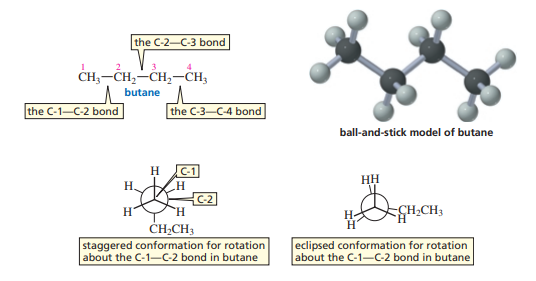 the C-2—C-3 bond
1 2 3 4
CH₃—CH₂—CH₂—CH₃
butane
the C-1—C-2 bond
the C-3—C-4 bond
ball-and-stick model of butane
H C-1
H H
C-2
H H
CH₂CH₃
staggered conformation for rotation
about the C-1—C-2 bond in butane
HH
H CH₂CH₃
H H
eclipsed conformation for rotation
about the C-1—C-2 bond in butane